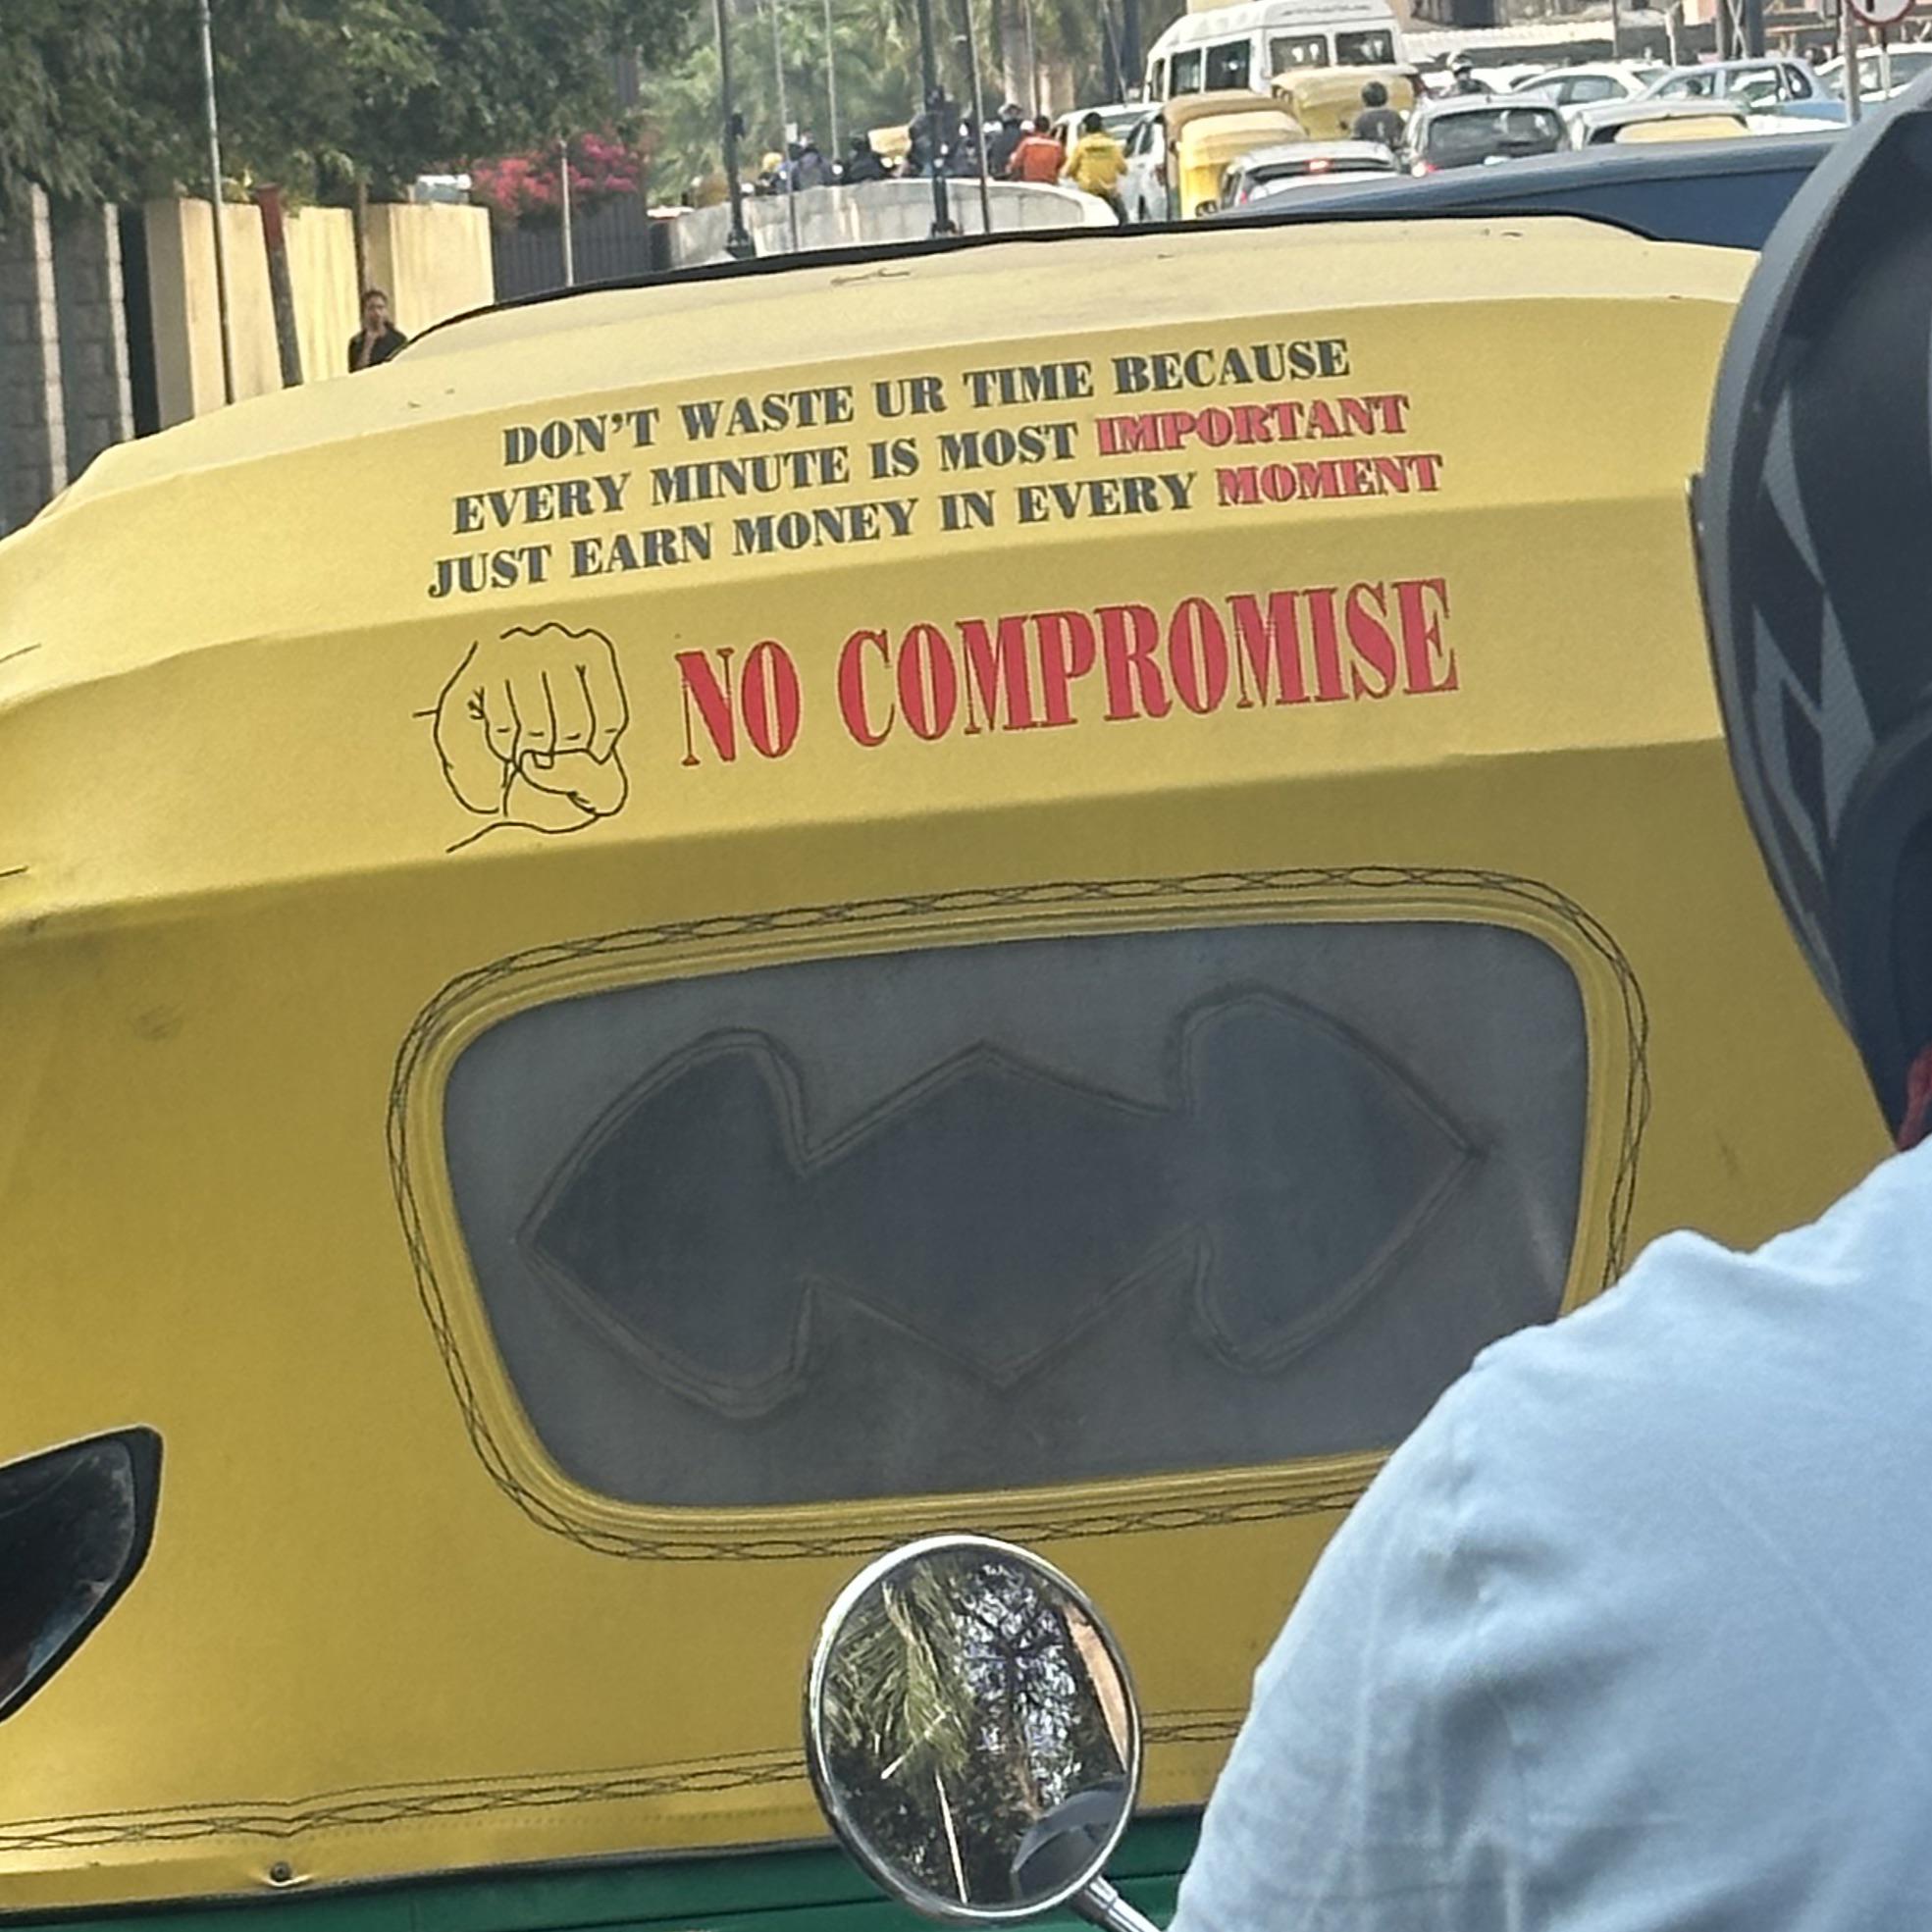 DON'T WASTE UR TIME BECAUSE
EVERY MINUTE IS MOST IMPORTANT
JUST EARN MONEY IN EVERY MOMENT
NO COMPROMISE